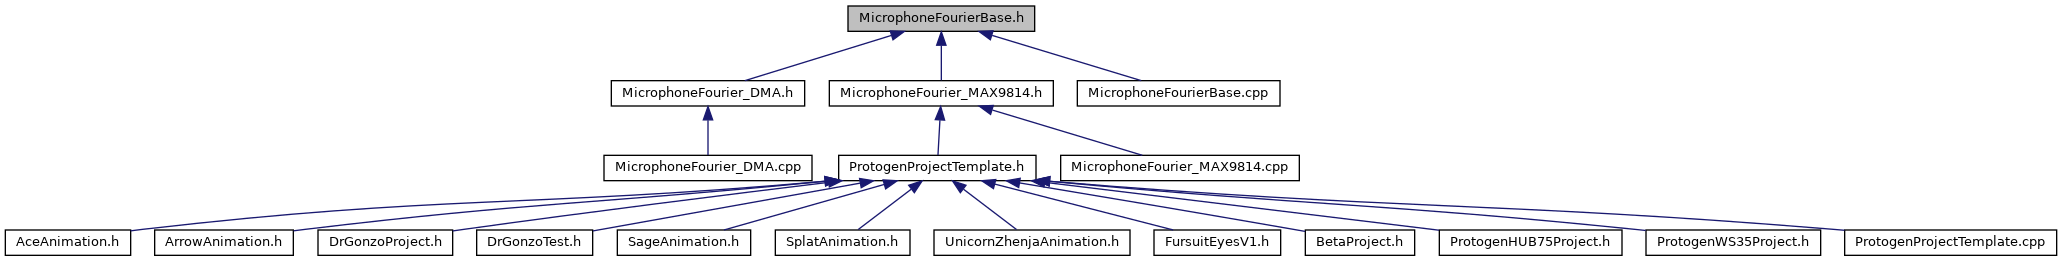 MicrophoneFourierBase.h
MicrophoneFourier_DMA.h
MicrophoneFourier_MAX9814.h
MicrophoneFourierBase.cpp
MicrophoneFourier_DMA.cpp
ProtogenProjectTemplate.h
MicrophoneFourier_MAX9814.cpp
AceAnimation.h
ArrowAnimation.h
DrGonzoProject.h
DrGonzoTest.h
SageAnimation.h
SplatAnimation.h
UnicornZhenjaAnimation.h
FursuitEyesV1.h
BetaProject.h
ProtogenHUB75Project.h
ProtogenWS35Project.h
ProtogenProjectTemplate.cpp